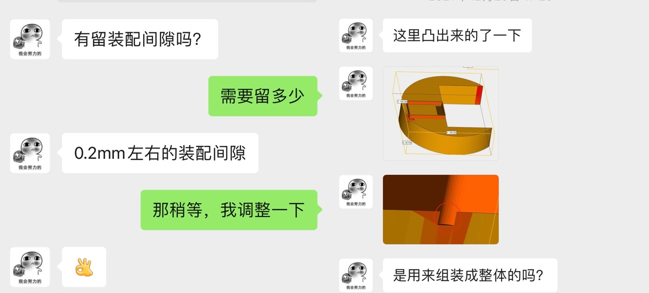 有留装配间隙吗?
需要留多少
0.2mm左右的装配间隙
那稍等，我调整一下
我会努力的
我会努力的
我会努力的
这里凸出来的了一下
是用来组装成整体的吗?
我会努力的
我会努力的
我会努力的
我会努力的